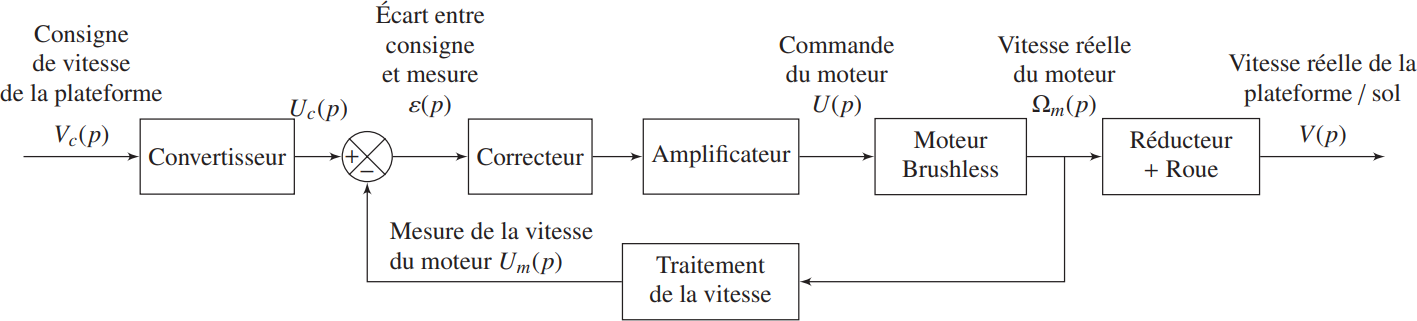 Consigne
de vitesse
de la plateforme
V_c(p)
Convertisseur
U_c(p)
Écart entre
consigne
et mesure
ε(p)
+
−
Correcteur
Amplificateur
Commande
du moteur
U(p)
Moteur
Brushless
Vitesse réelle
du moteur
Ω_m(p)
Réducteur
+ Roue
Vitesse réelle de la
plateforme / sol
V(p)
Mesure de la vitesse
du moteur U_m(p)
Traitement
de la vitesse